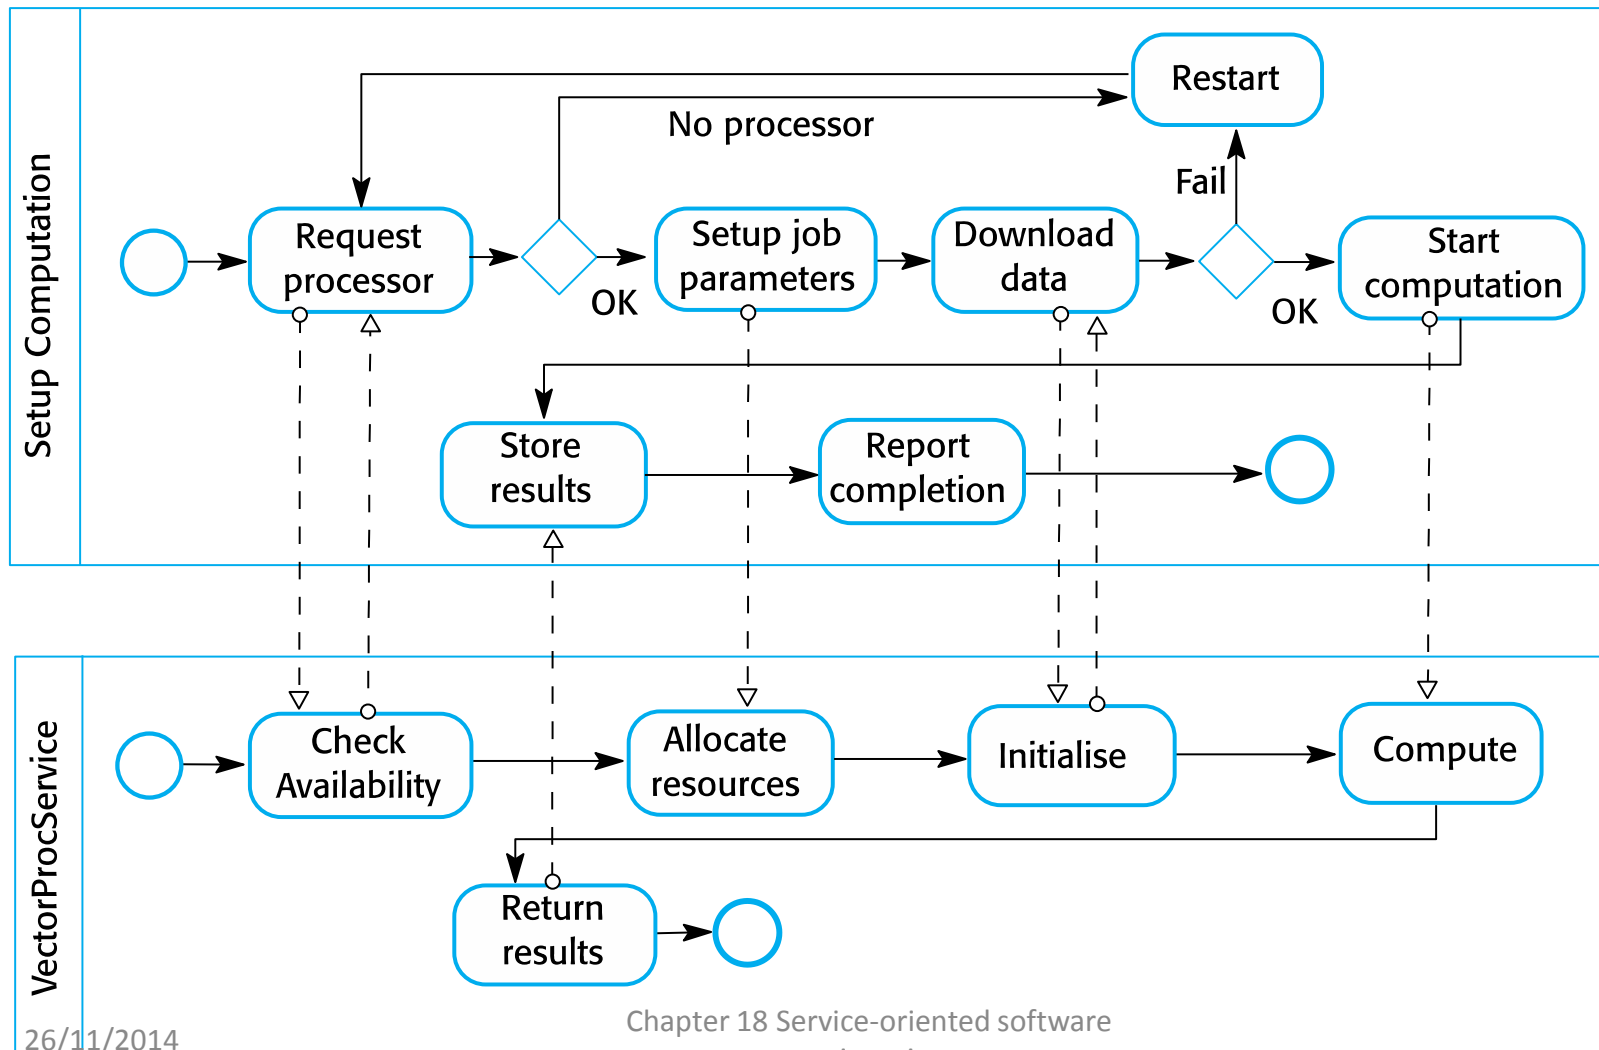 Setup Computation
Restart
No processor
Fail
Request
processor
OK
Setup job
parameters
Download
data
OK
Start
computation
Store
results
Report
completion
VectorProcService
Check
Availability
Allocate
resources
Initialise
Compute
Return
results
26/11/2014
Chapter 18 Service-oriented software